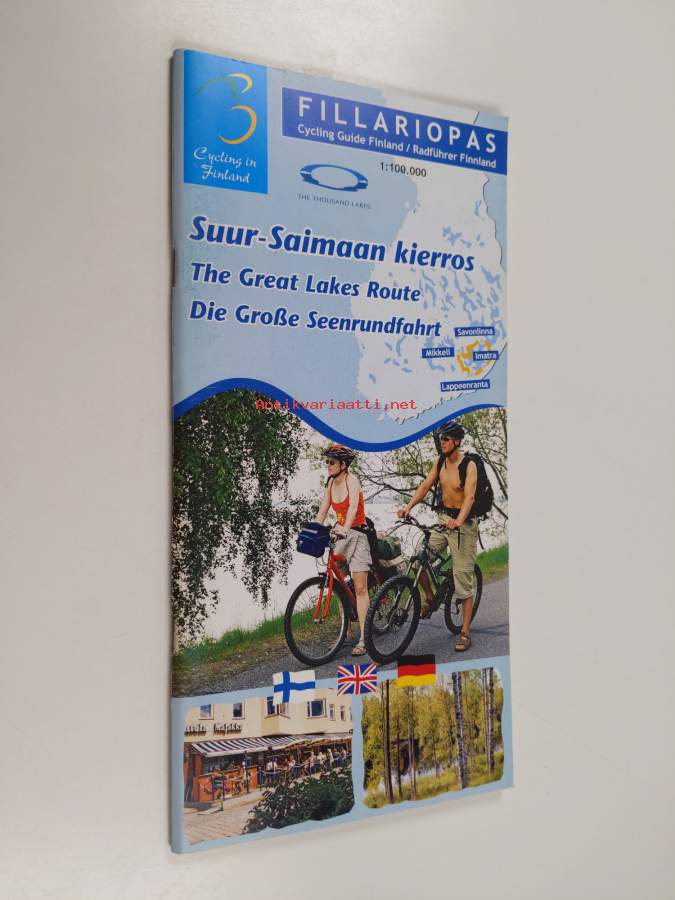 FILLARIOPAS
Cycling Guide Finland / Radführer Finnland
1:100.000
Cycling in
Finland
THE THOUSAND LAKES
Suur-Saimaan kierros
The Great Lakes Route
Die Große Seenrundfahrt
Savonlinna
Mikkeli
Imatra
Lappeenranta
antikvariaatti.net